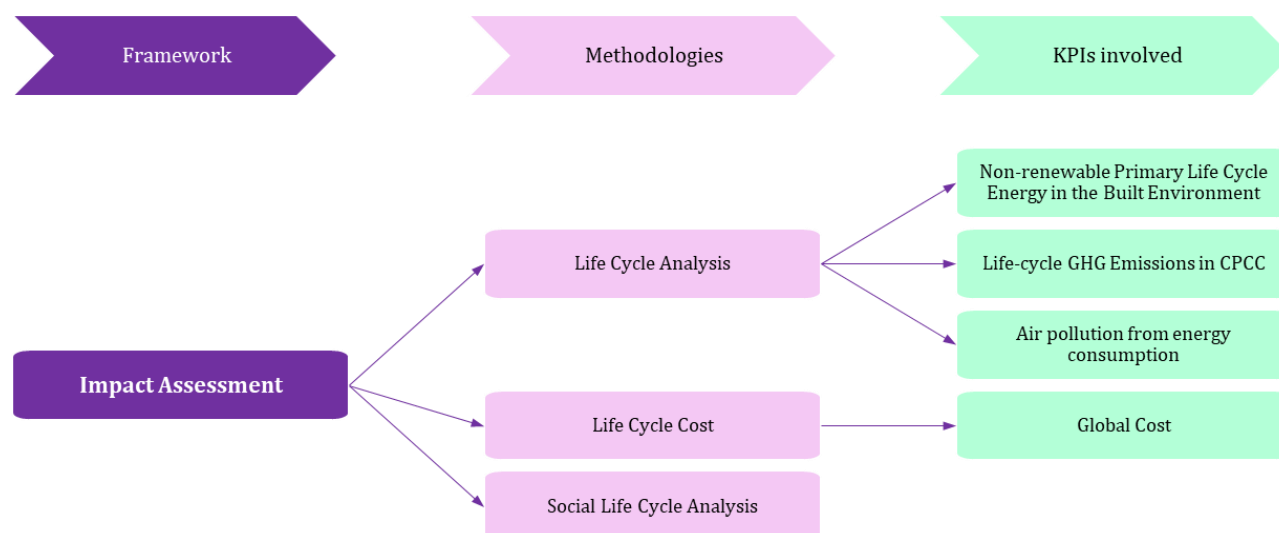 Framework
Methodologies
KPIs involved
Non-renewable Primary Life Cycle
Energy in the Built Environment
Life Cycle Analysis
Life-cycle GHG Emissions in CPCC
Air pollution from energy
consumption
Impact Assessment
Life Cycle Cost
Global Cost
Social Life Cycle Analysis